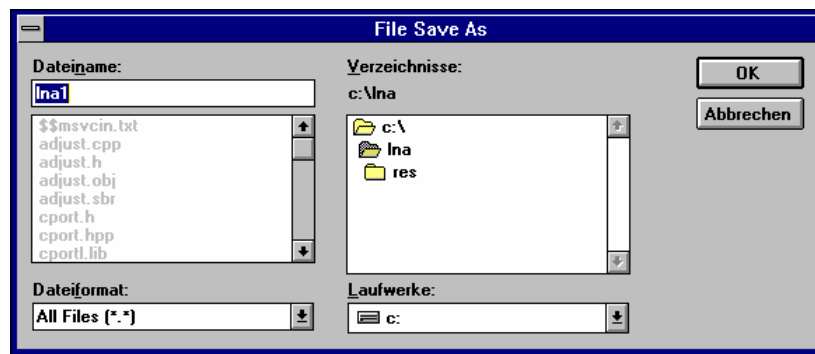 File Save As
Dateiname:
lna1
$$msvcin.txt
adjust.cpp
adjust.h
adjust.obj
adjust.sbr
cport.h
cport.hpp
cportl.lib
Dateiformat:
All Files (*.*)
Verzeichnisse:
c:\lna
c:\
lna
res
Laufwerke:
c:
OK
Abbrechen